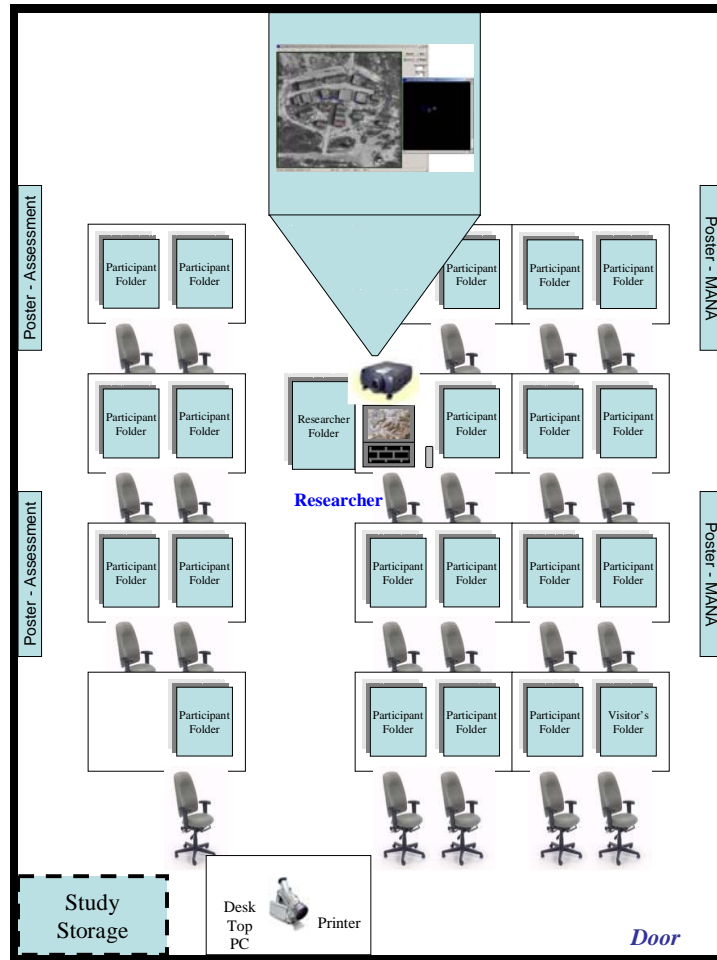 Poster - Assessment
Poster - MANA
Participant
Folder
Participant
Folder
Participant
Folder
Participant
Folder
Participant
Folder
Participant
Folder
Participant
Folder
Researcher
Folder
Participant
Folder
Participant
Folder
Participant
Folder
Researcher
Poster - Assessment
Poster - MANA
Participant
Folder
Participant
Folder
Participant
Folder
Participant
Folder
Participant
Folder
Participant
Folder
Participant
Folder
Participant
Folder
Participant
Folder
Participant
Folder
Visitor's
Folder
Study
Storage
Desk
Top
PC
Printer
Door